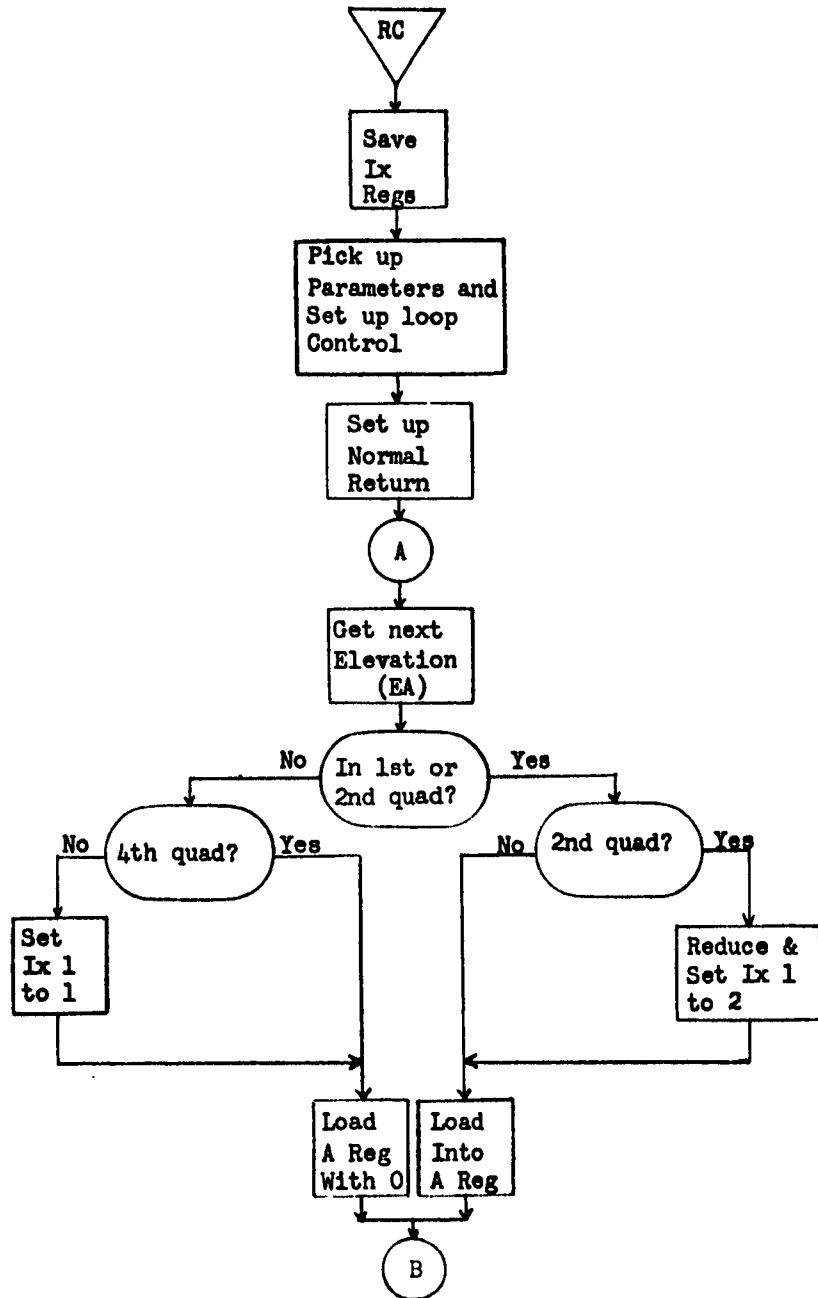 RC
Save
Ix
Regs
Pick up
Parameters and
Set up loop
Control
Set up
Normal
Return
A
Get next
Elevation
(EA)
No
In 1st or
2nd quad?
Yes
No
4th quad?
Yes
No
2nd quad?
Yes
Set
Ix 1
to 1
Reduce &
Set Ix 1
to 2
Load
A Reg
With 0
Load
Into
A Reg
B